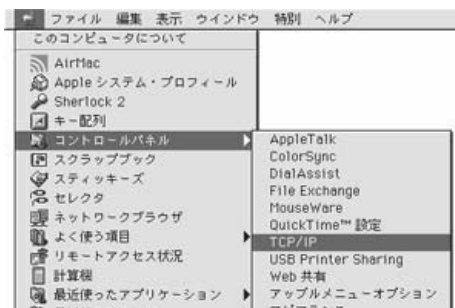 ファイル 編集 表示 ウインドウ 特別 ヘルプ
このコンピュータについて
AirMac
Apple システム・プロフィール
Sherlock 2
キー配列
コントロールパネル
スクラップブック
スティッキーズ
セレクタ
ネットワークブラウザ
よく使う項目
リモートアクセス状況
計算機
最近使ったアプリケーション
AppleTalk
ColorSync
DialAssist
File Exchange
MouseWare
QuickTime™ 設定
TCP/IP
USB Printer Sharing
Web 共有
アップルメニューオプション